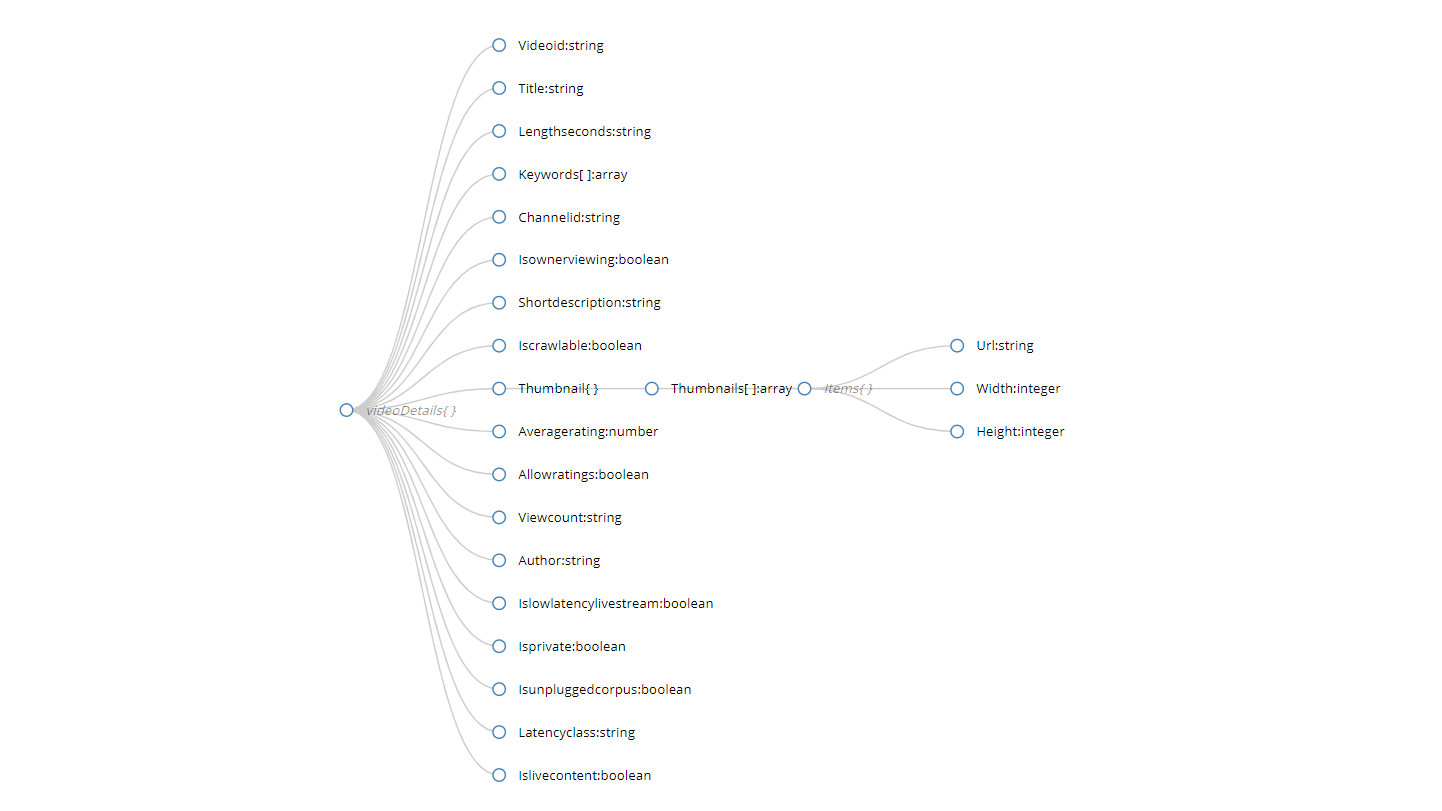 Videoid:string
Title:string
Lengthseconds:string
Keywords[ ]:array
Channelid:string
Isownerviewing:boolean
Shortdescription:string
Iscrawlable:boolean
Url:string
Thumbnail{ }
Thumbnails[ ]:array
Items{ }
Width:integer
videoDetails{ }
Averagerating:number
Height:integer
Allowratings:boolean
Viewcount:string
Author:string
Islowlatencylivestream:boolean
Isprivate:boolean
Isunpluggedcorpus:boolean
Latencyclass:string
Islivecontent:boolean